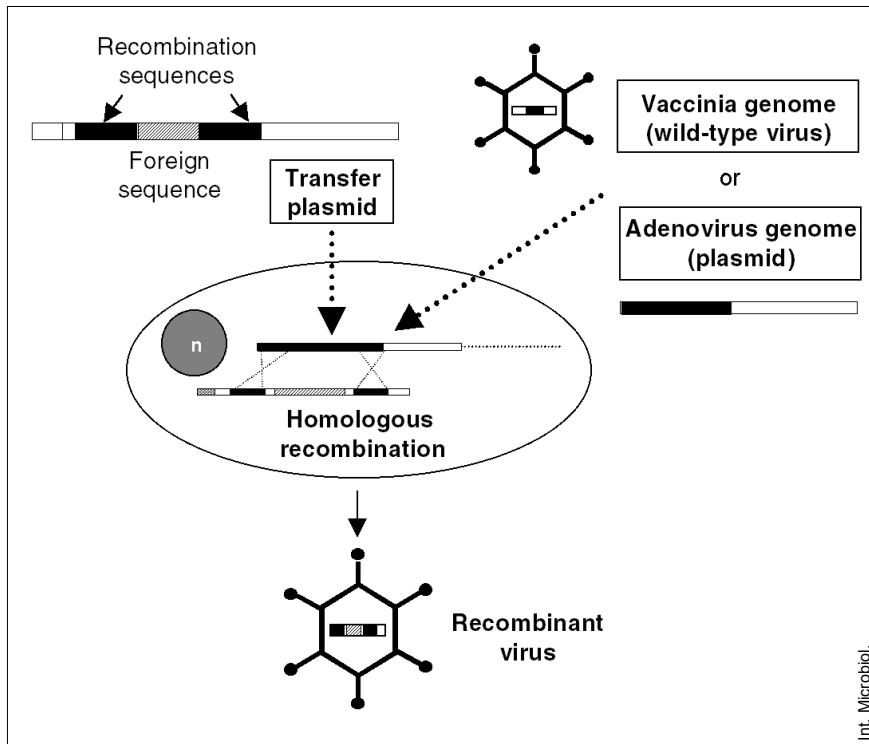 Recombination
sequences
Foreign
sequence
Transfer
plasmid
Vaccinia genome
(wild-type virus)
or
Adenovirus genome
(plasmid)
n
Homologous
recombination
Recombinant
virus
Int. Microbiol.